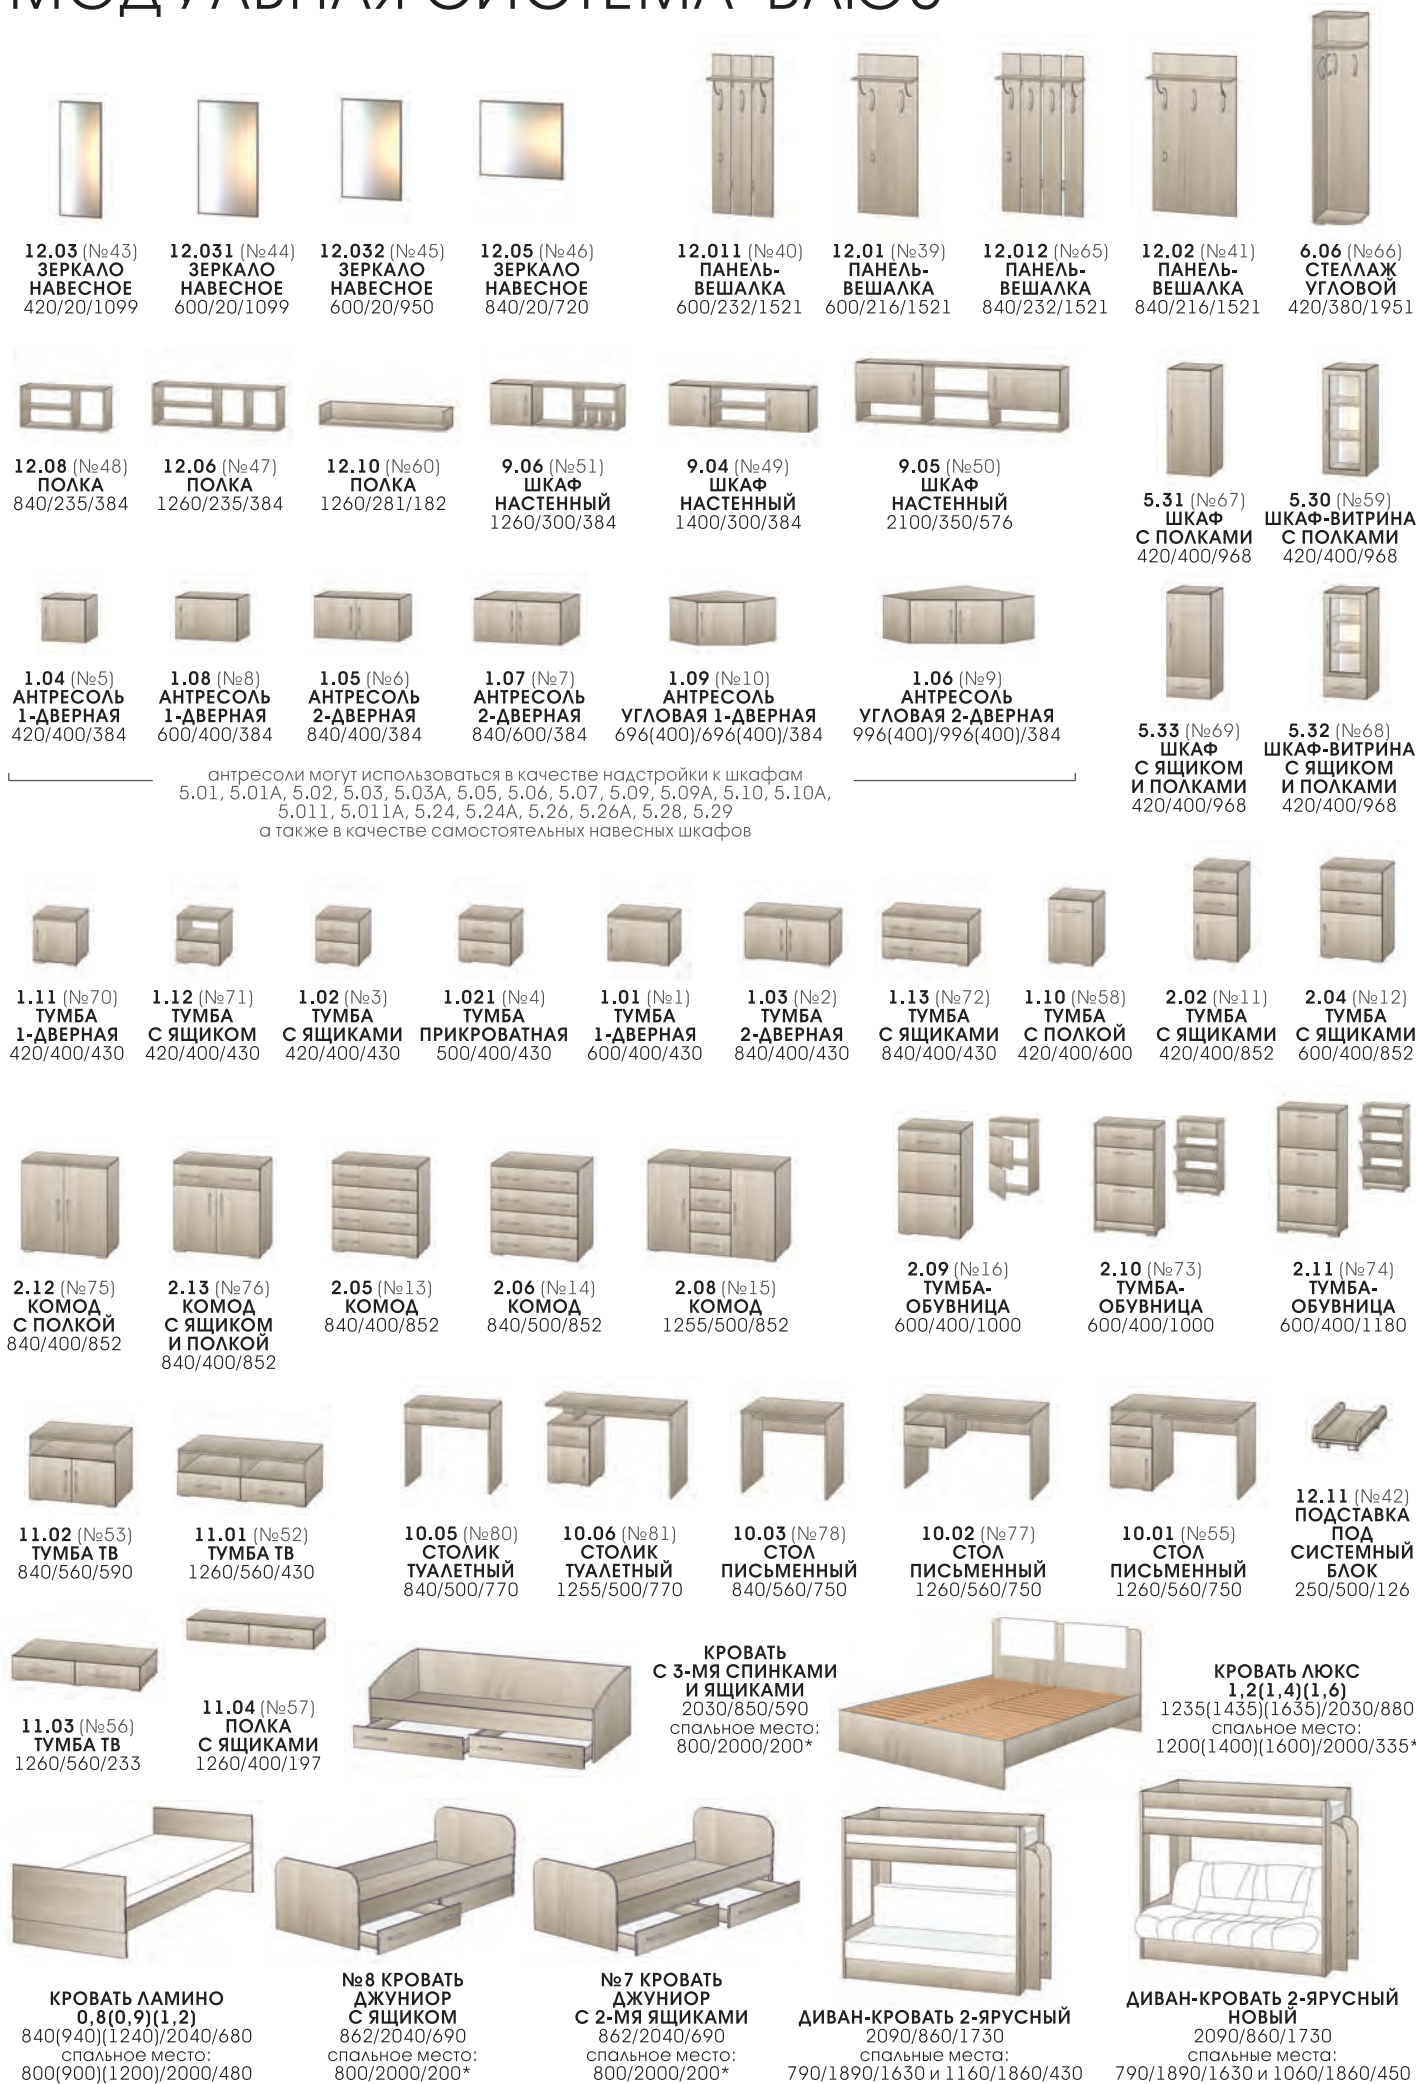 МОДУЛЬНАЯ СИСТЕМА
12.03 (№43)
ЗЕРКАЛО
НАВЕСНОЕ
420/20/1099
12.031 (№44)
ЗЕРКАЛО
НАВЕСНОЕ
600/20/1099
12.032 (№45)
ЗЕРКАЛО
НАВЕСНОЕ
600/20/950
12.05 (№46)
ЗЕРКАЛО
НАВЕСНОЕ
840/20/720
12.011 (№40)
ПАНЕЛЬ-
ВЕШАЛКА
600/232/1521
12.01 (№39)
ПАНЕЛЬ-
ВЕШАЛКА
600/216/1521
12.012 (№65)
ПАНЕЛЬ-
ВЕШАЛКА
840/232/1521
12.02 (№41)
ПАНЕЛЬ-
ВЕШАЛКА
840/216/1521
6.06 (№66)
СТЕЛЛАЖ
УГЛОВОЙ
420/380/1951
12.08 (№48)
ПОЛКА
840/235/384
12.06 (№47)
ПОЛКА
1260/235/384
12.10 (№60)
ПОЛКА
1260/281/182
9.06 (№51)
ШКАФ
НАСТЕННЫЙ
1260/300/384
9.04 (№49)
ШКАФ
НАСТЕННЫЙ
1400/300/384
9.05 (№50)
ШКАФ
НАСТЕННЫЙ
2100/350/576
5.31 (№67)
ШКАФ
С ПОЛКАМИ
420/400/968
5.30 (№59)
ШКАФ-ВИТРИНА
С ПОЛКАМИ
420/400/968
1.04 (№5)
АНТРЕСОЛЬ
1-ДВЕРНАЯ
420/400/384
1.08 (№8)
АНТРЕСОЛЬ
1-ДВЕРНАЯ
600/400/384
1.05 (№6)
АНТРЕСОЛЬ
2-ДВЕРНАЯ
840/400/384
1.07 (№7)
АНТРЕСОЛЬ
2-ДВЕРНАЯ
840/600/384
1.09 (№10)
АНТРЕСОЛЬ
УГЛОВАЯ 1-ДВЕРНАЯ
696(400)/696(400)/384
1.06 (№9)
АНТРЕСОЛЬ
УГЛОВАЯ 2-ДВЕРНАЯ
996(400)/996(400)/384
5.33 (№69)
ШКАФ
С ЯЩИКОМ
И ПОЛКАМИ
420/400/968
5.32 (№68)
ШКАФ-ВИТРИНА
С ЯЩИКОМ
И ПОЛКАМИ
420/400/968
антресоли могут использоваться в качестве надстройки к шкафам
5.01, 5.01А, 5.02, 5.03, 5.03А, 5.05, 5.06, 5.07, 5.09, 5.09А, 5.10, 5.10А,
5.011, 5.011А, 5.24, 5.24А, 5.26, 5.26А, 5.28, 5.29
а также в качестве самостоятельных навесных шкафов
1.11 (№70)
ТУМБА
1-ДВЕРНАЯ
420/400/430
1.12 (№71)
ТУМБА
С ЯЩИКОМ
420/400/430
1.02 (№3)
ТУМБА
С ЯЩИКАМИ
420/400/430
1.021 (№4)
ТУМБА
ПРИКРОВАТНАЯ
500/400/430
1.01 (№1)
ТУМБА
1-ДВЕРНАЯ
600/400/430
1.03 (№2)
ТУМБА
2-ДВЕРНАЯ
840/400/430
1.13 (№72)
ТУМБА
С ЯЩИКАМИ
840/400/430
1.10 (№58)
ТУМБА
С ПОЛКОЙ
420/400/600
2.02 (№11)
ТУМБА
С ЯЩИКАМИ
420/400/852
2.04 (№12)
ТУМБА
С ЯЩИКАМИ
600/400/852
2.12 (№75)
КОМОД
С ПОЛКОЙ
840/400/852
2.13 (№76)
КОМОД
С ЯЩИКОМ
И ПОЛКОЙ
840/400/852
2.05 (№13)
КОМОД
840/400/852
2.06 (№14)
КОМОД
840/500/852
2.08 (№15)
КОМОД
1255/500/852
2.09 (№16)
ТУМБА-
ОБУВНИЦА
600/400/1000
2.10 (№73)
ТУМБА-
ОБУВНИЦА
600/400/1000
2.11 (№74)
ТУМБА-
ОБУВНИЦА
600/400/1180
11.02 (№53)
ТУМБА ТВ
840/560/590
11.01 (№52)
ТУМБА ТВ
1260/560/430
10.05 (№80)
СТОЛИК
ТУАЛЕТНЫЙ
840/500/770
10.06 (№81)
СТОЛИК
ТУАЛЕТНЫЙ
1255/500/770
10.03 (№78)
СТОЛ
ПИСЬМЕННЫЙ
840/560/750
10.02 (№77)
СТОЛ
ПИСЬМЕННЫЙ
1260/560/750
10.01 (№55)
СТОЛ
ПИСЬМЕННЫЙ
1260/560/750
12.11 (№42)
ПОДСТАВКА
ПОД
СИСТЕМНЫЙ
БЛОК
250/500/126
11.03 (№56)
ТУМБА ТВ
1260/560/233
11.04 (№57)
ПОЛКА
С ЯЩИКАМИ
1260/400/197
КРОВАТЬ
С 3-МЯ СПИНКАМИ
И ЯЩИКАМИ
2030/850/590
спальное место:
800/2000/200*
КРОВАТЬ ЛЮКС
1,2(1,4)(1,6)
1235(1435)(1635)/2030/880
спальное место:
1200(1400)(1600)/2000/335*
КРОВАТЬ ЛАМИНО
0,8(0,9)(1,2)
840(940)(1240)/2040/680
спальное место:
800(900)(1200)/2000/480
№8 КРОВАТЬ
ДЖУНИОР
С ЯЩИКОМ
862/2040/690
спальное место:
800/2000/200*
№7 КРОВАТЬ
ДЖУНИОР
С 2-МЯ ЯЩИКАМИ
862/2040/690
спальное место:
800/2000/200*
ДИВАН-КРОВАТЬ 2-ЯРУСНЫЙ
2090/860/1730
спальные места:
790/1890/1630 и 1160/1860/430
ДИВАН-КРОВАТЬ 2-ЯРУСНЫЙ
НОВЫЙ
2090/860/1730
спальные места:
790/1890/1630 и 1060/1860/450